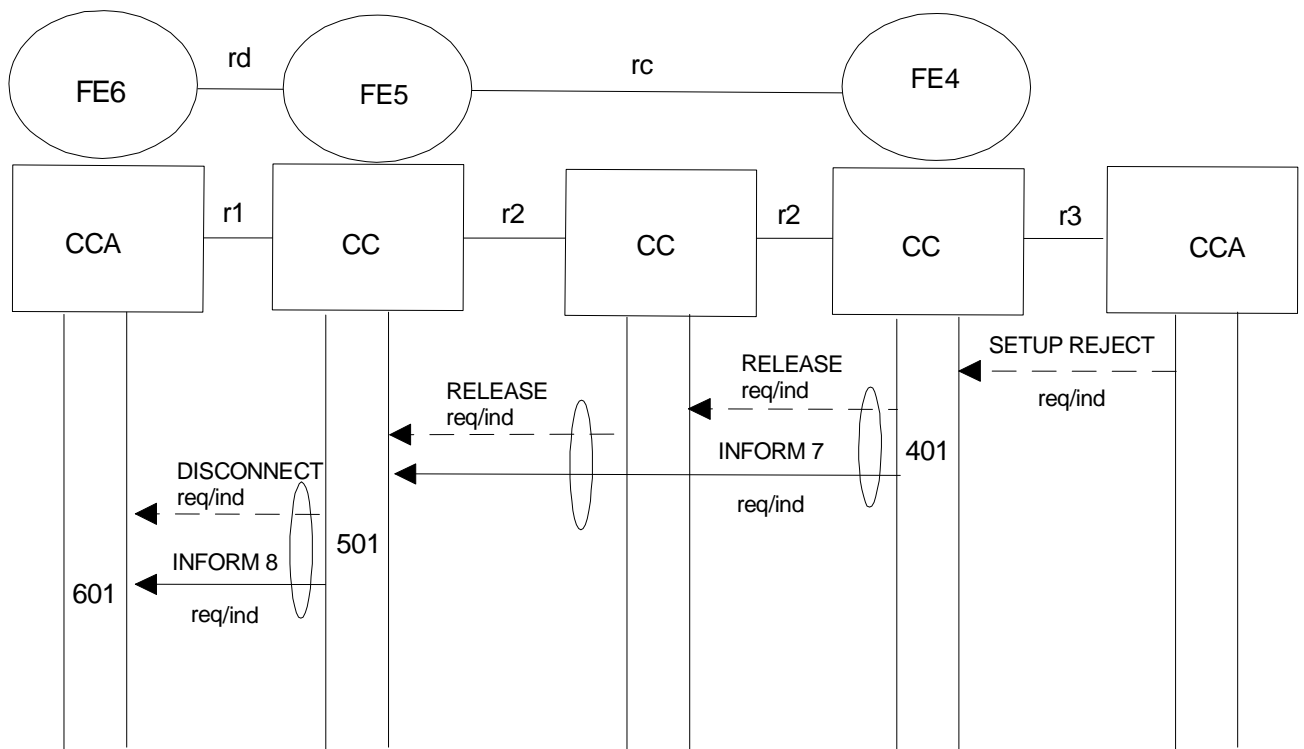 rd
rc
FE6
FE5
FE4
r1
r2
r2
r3
CCA
CC
CC
CC
CCA
SETUP REJECT
req/ind
RELEASE
req/ind
RELEASE
req/ind
INFORM 7
req/ind
401
DISCONNECT
req/ind
501
INFORM 8
req/ind
601